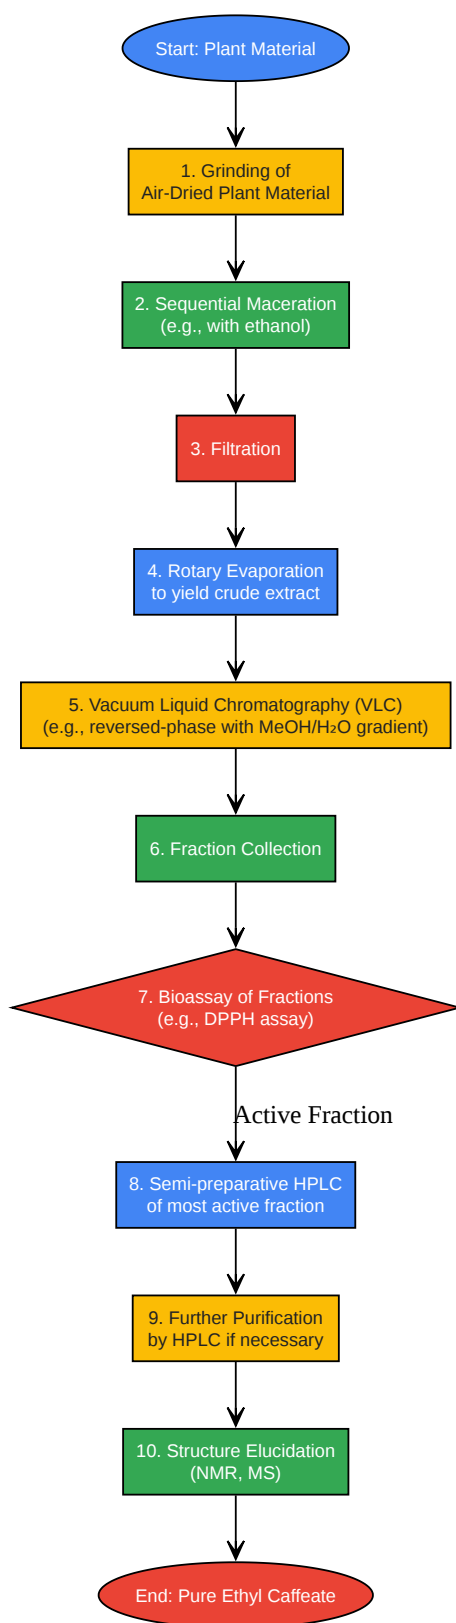 Start: Plant Material
1. Grinding of
Air-Dried Plant Material
2. Sequential Maceration
(e.g., with ethanol)
3. Filtration
4. Rotary Evaporation
to yield crude extract
5. Vacuum Liquid Chromatography (VLC)
(e.g., reversed-phase with MeOH/H₂O gradient)
6. Fraction Collection
7. Bioassay of Fractions
(e.g., DPPH assay)
Active Fraction
8. Semi-preparative HPLC
of most active fraction
9. Further Purification
by HPLC if necessary
10. Structure Elucidation
(NMR, MS)
End: Pure Ethyl Caffeate